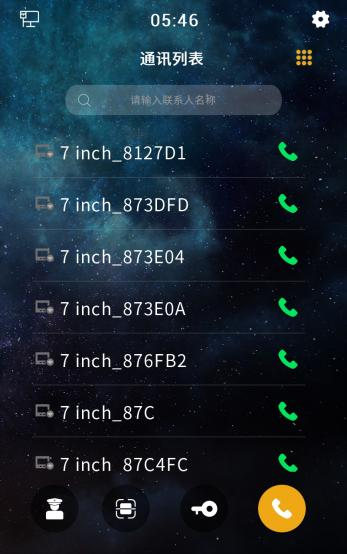 05:46
通讯列表
请输入联系人名称
7 inch_8127D1
7 inch_873DFD
7 inch_873E04
7 inch_873E0A
7 inch_876FB2
7 inch_87C
7 inch_87C4FC